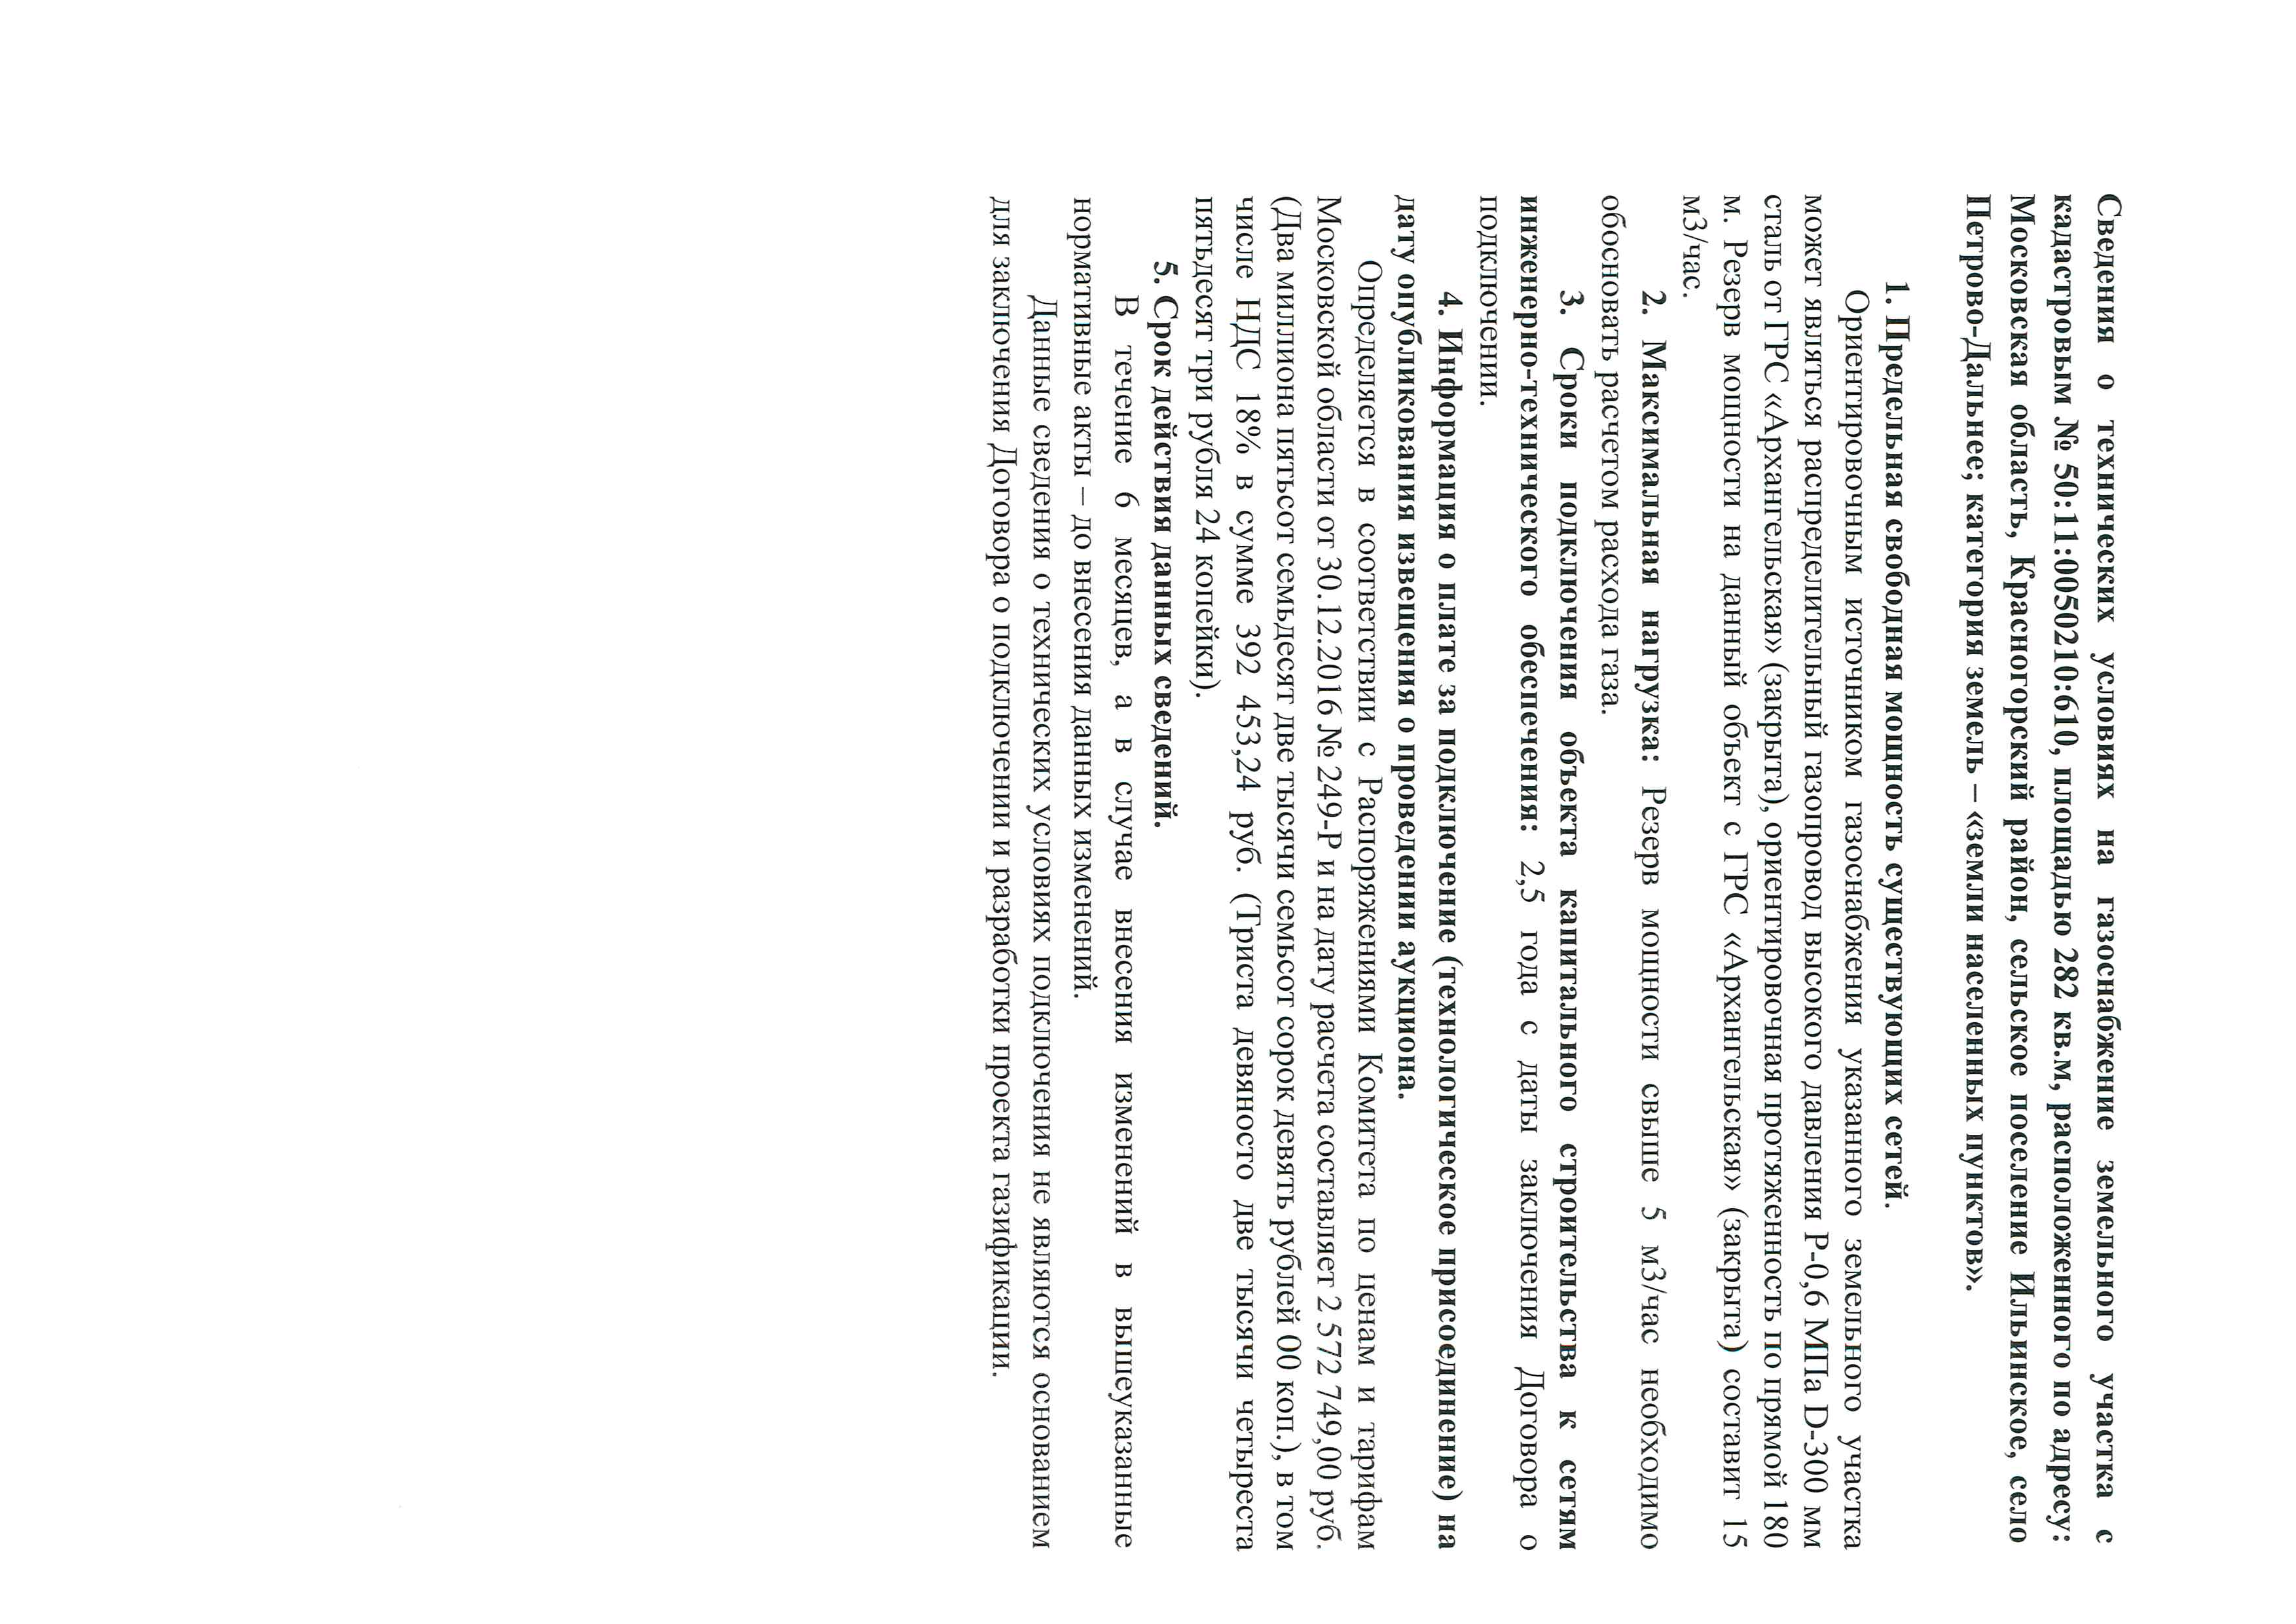 Сведения о технических условиях на газоснабжение земельного участка с
кадастровым № 50:11:0050210:610, площадью 282 кв.м, расположенного по адресу:
Московская область, Красногорский район, сельское поселение Ильинское, село
Петрово-Дальнее; категория земель – «земли населенных пунктов».
1. Предельная свободная мощность существующих сетей.
Ориентировочным источником газоснабжения указанного земельного участка
может являться распределительный газопровод высокого давления Р-0,6 МПа D-300 мм
сталь от ГРС «Архангельская» (закрыта), ориентировочная протяженность по прямой 180
м. Резерв мощности на данный объект с ГРС «Архангельская» (закрыта) составит 15
м3/час.
2. Максимальная нагрузка: Резерв мощности свыше 5 м3/час необходимо
обосновать расчетом расхода газа.
3. Сроки подключения объекта капитального строительства к сетям
инженерно-технического обеспечения: 2,5 года с даты заключения Договора о
подключении.
4. Информация о плате за подключение (технологическое присоединение) на
дату опубликования извещения о проведении аукциона.
Определяется в соответствии с Распоряжениями Комитета по ценам и тарифам
Московской области от 30.12.2016 № 249-Р и на дату расчета составляет 2 572 749,00 руб.
(Два миллиона пятьсот семьдесят две тысячи семьсот сорок девять рублей 00 коп.), в том
числе НДС 18% в сумме 392 453,24 руб. (Триста девяносто две тысячи четыреста
пятьдесят три рубля 24 копейки).
5. Срок действия данных сведений.
В течение 6 месяцев, а в случае внесения изменений в вышеуказанные
нормативные акты – до внесения данных изменений.
Данные сведения о технических условиях подключения не являются основанием
для заключения Договора о подключении и разработки проекта газификации.